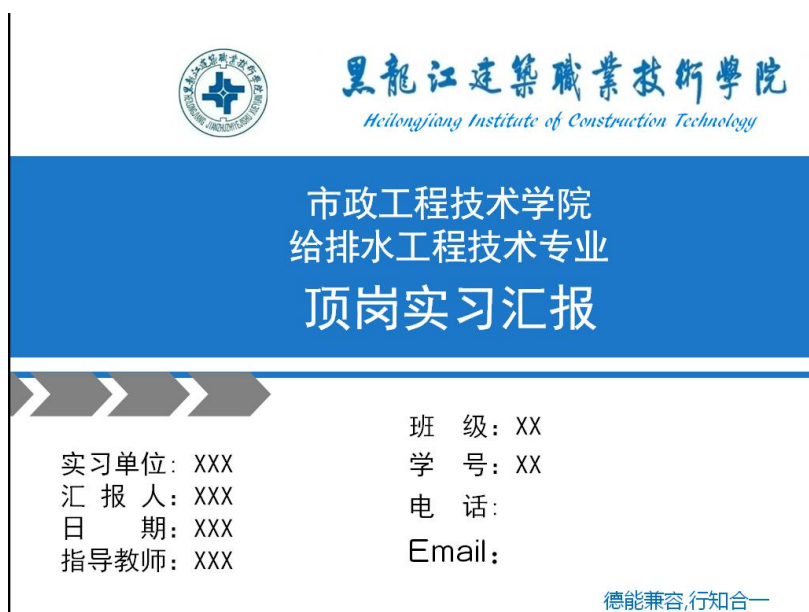 黑龍江建築職業技術學院
Heilongjiang Institute of Construction Technology
市政工程技术学院
给排水工程技术专业
顶岗实习汇报
实习单位: XXX
汇 报 人: XXX
日 期: XXX
指导教师: XXX
班 级: XX
学 号: XX
电 话:
Email:
德能兼容,行知合一